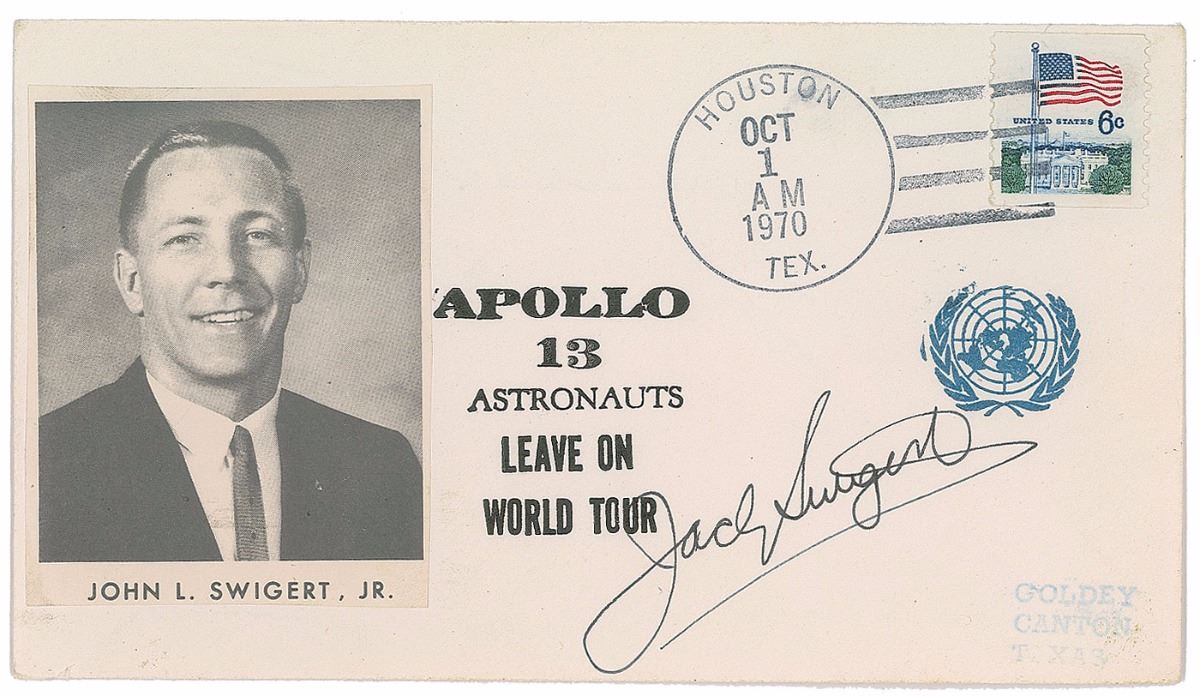 JOHN L. SWIGERT, JR.
APOLLO
13
ASTRONAUTS
LEAVE ON
WORLD TOUR
HOUSTON
OCT
1
AM
1970
TEX.
UNITED STATES 6c
Jack Swigert
GOLDEY
CANTON